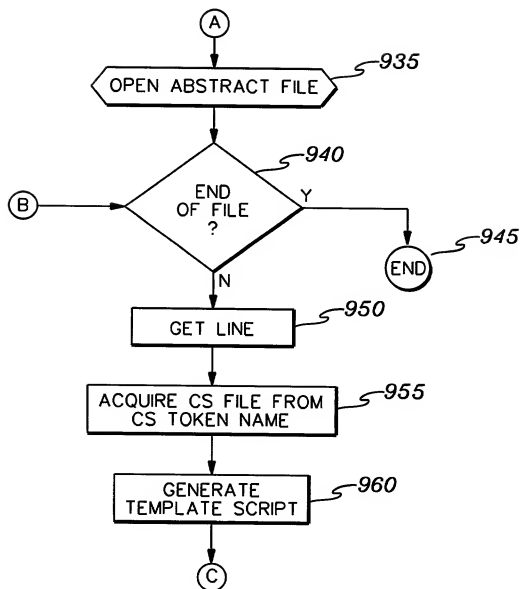 A
OPEN ABSTRACT FILE
935
END
OF FILE
?
940
B
Y
END
945
N
GET LINE
950
ACQUIRE CS FILE FROM
CS TOKEN NAME
955
GENERATE
TEMPLATE SCRIPT
960
C